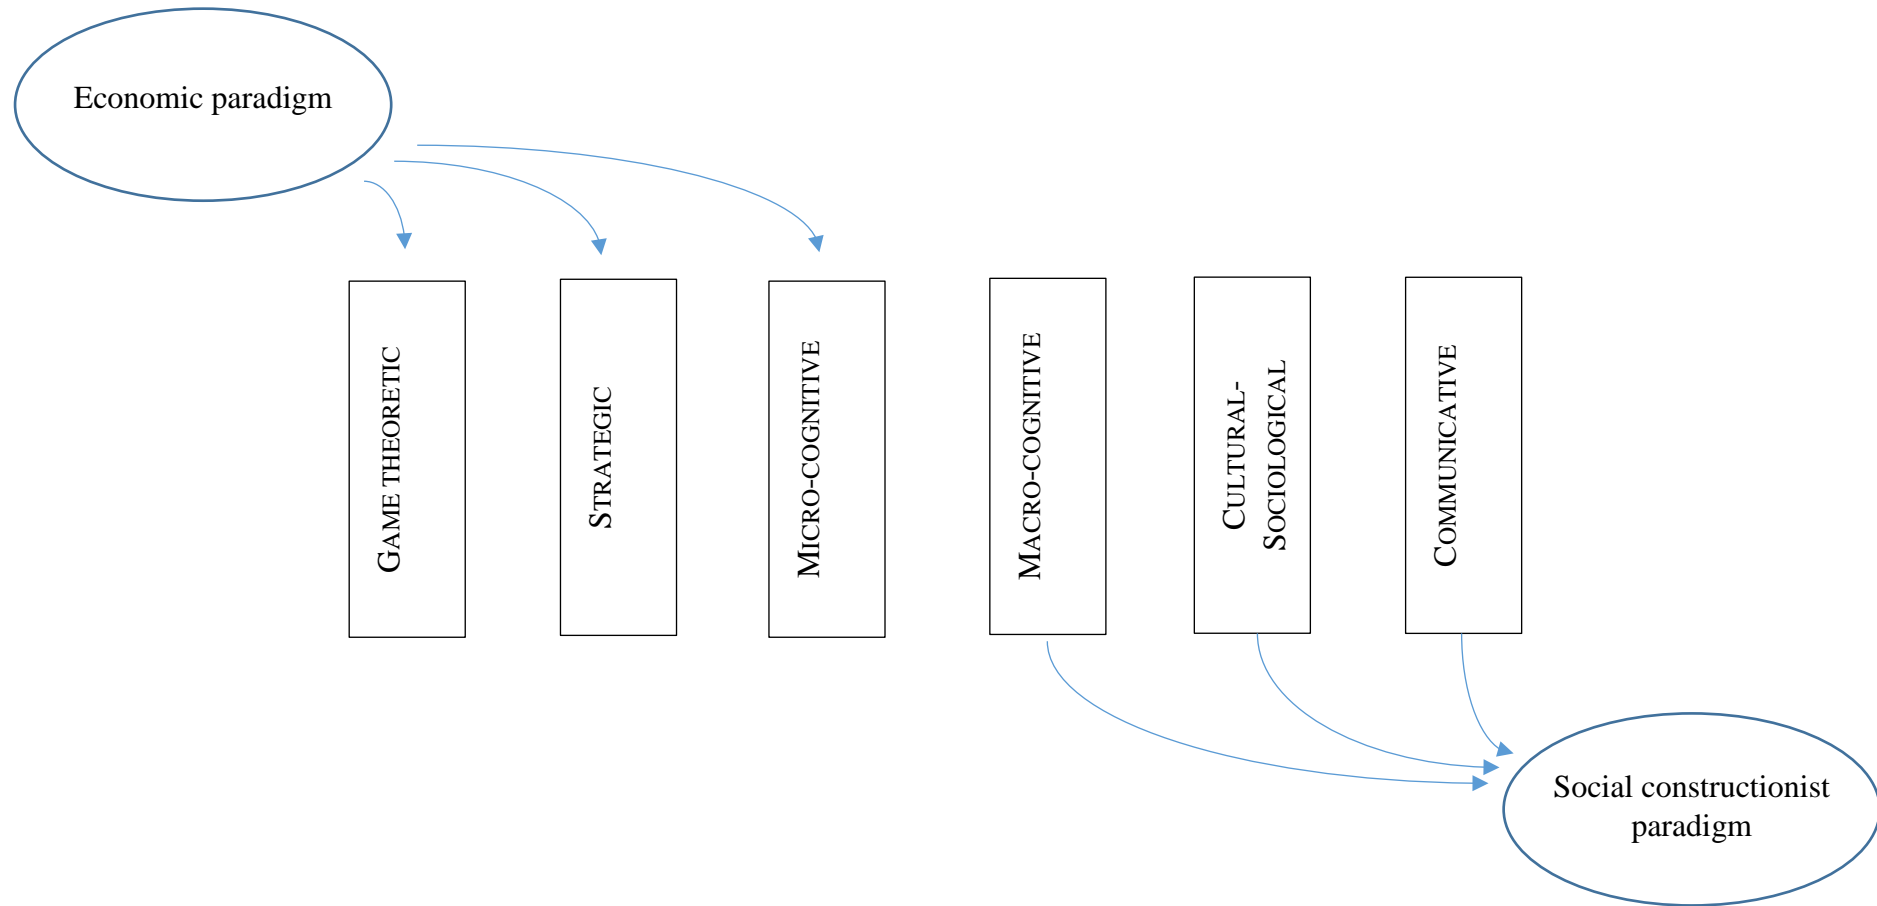 Economic paradigm
GAME THEORETIC
STRATEGIC
MICRO-COGNITIVE
MACRO-COGNITIVE
CULTURAL-
SOCIOLOGICAL
COMMUNICATIVE
Social constructionist
paradigm